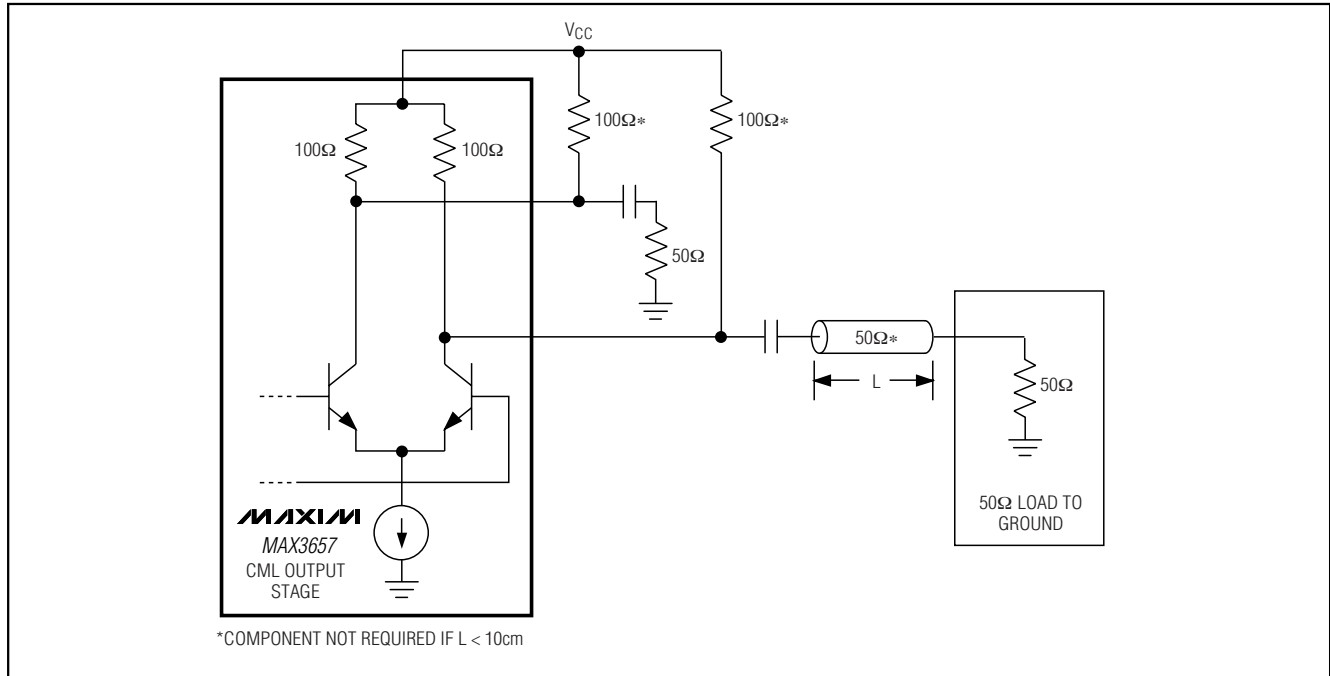 VCC
100Ω*
100Ω*
100Ω
100Ω
50Ω
50Ω*
L
50Ω
50Ω LOAD TO
GROUND
MAXIM
MAX3657
CML OUTPUT
STAGE
*COMPONENT NOT REQUIRED IF L < 10cm